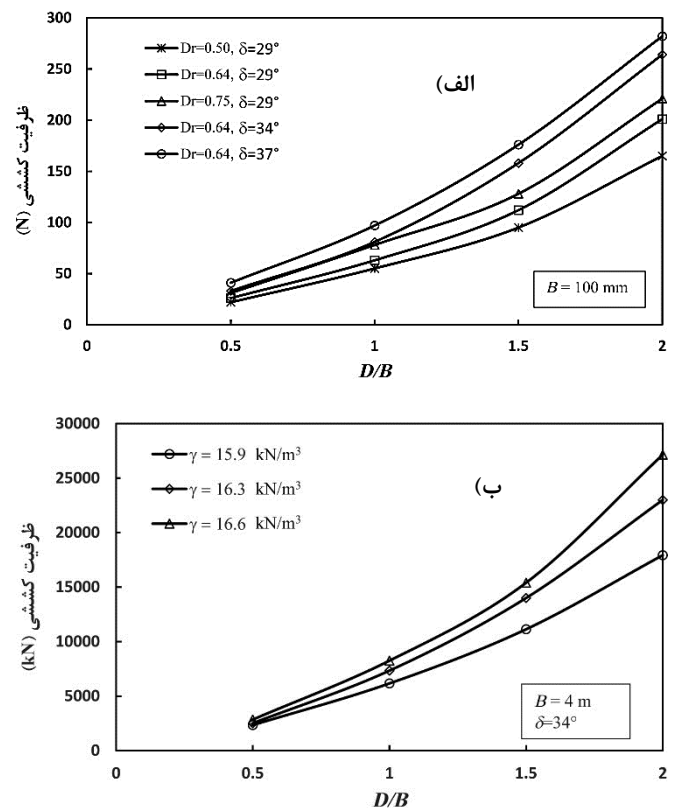 300
250
200
150
100
50
0
ظرفیت کششی (N)
Dr=0.50, δ=29°
Dr=0.64, δ=29°
Dr=0.75, δ=29°
Dr=0.64, δ=34°
Dr=0.64, δ=37°
الف)
B = 100 mm
0 0.5 1 1.5 2
D/B
30000
25000
20000
15000
10000
5000
0
ظرفیت کششی (kN)
γ = 15.9 kN/m³
γ = 16.3 kN/m³
γ = 16.6 kN/m³
ب)
B = 4 m
δ=34°
0 0.5 1 1.5 2
D/B